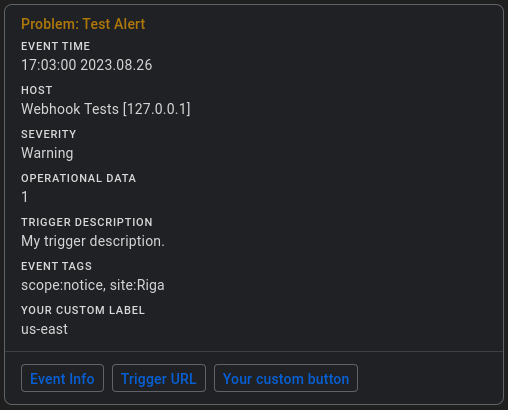 Problem: Test Alert
EVENT TIME
17:03:00 2023.08.26
HOST
Webhook Tests [127.0.0.1]
SEVERITY
Warning
OPERATIONAL DATA
1
TRIGGER DESCRIPTION
My trigger description.
EVENT TAGS
scope:notice, site:Riga
YOUR CUSTOM LABEL
us-east
Event Info Trigger URL Your custom button